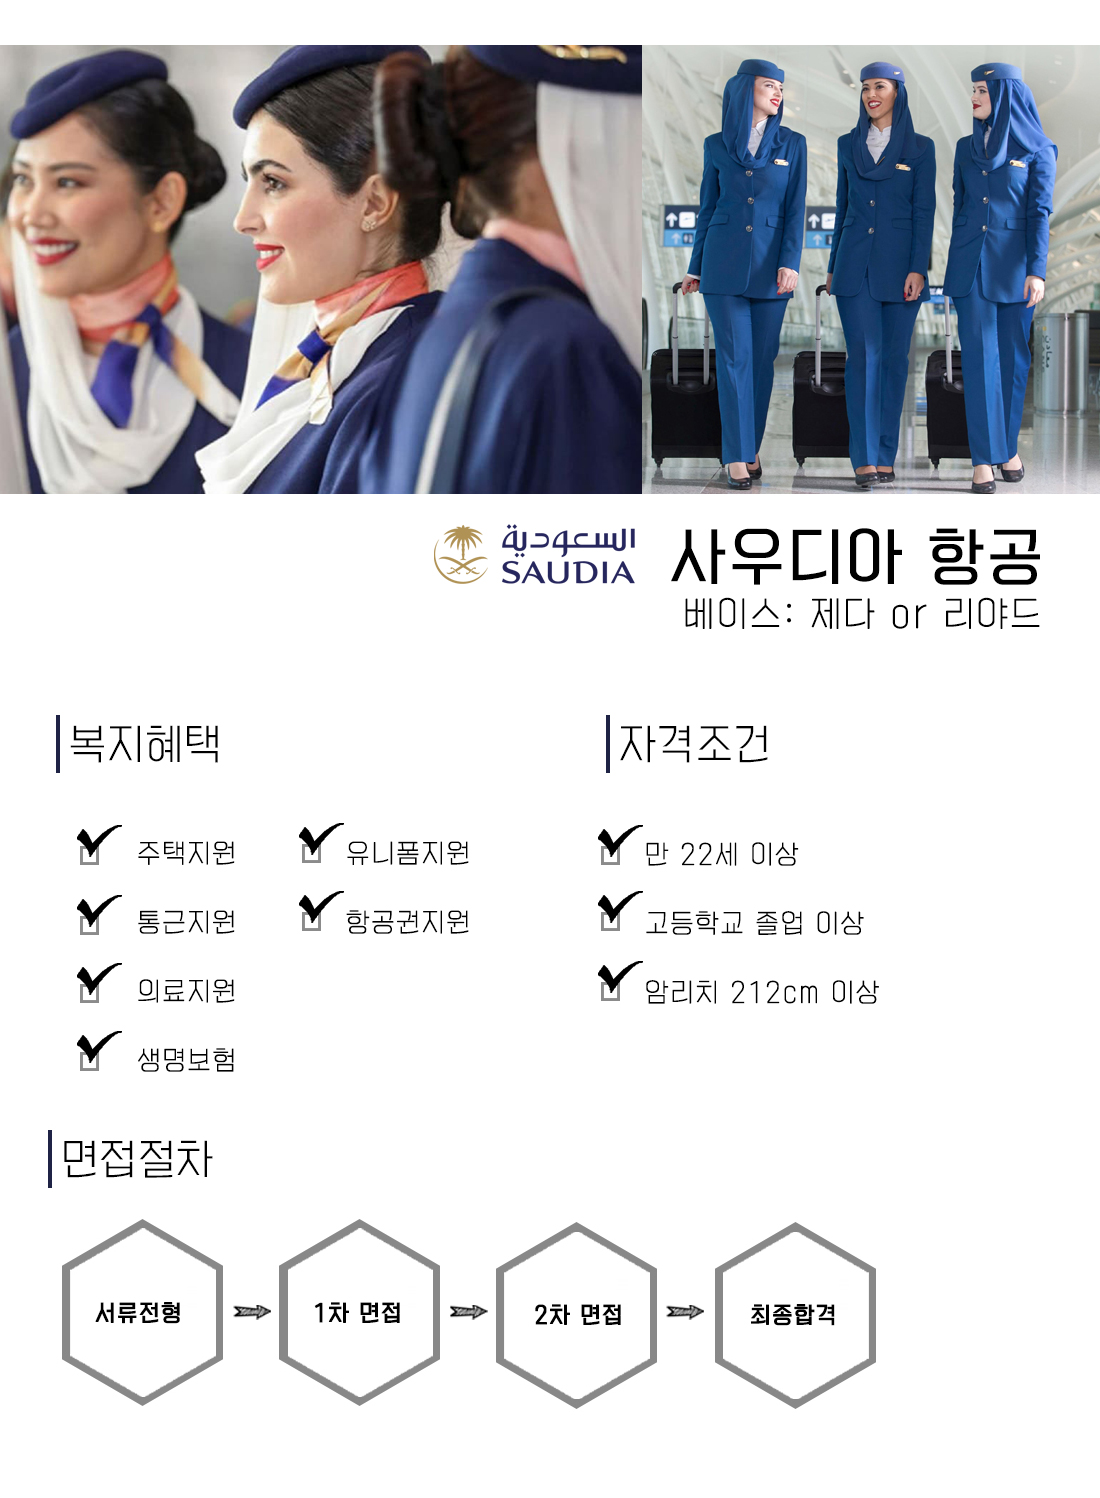 السعودية
SAUDIA
사우디아 항공
베이스: 제다 or 리야드
복지혜택
주택지원
유니폼지원
통근지원
항공권지원
의료지원
생명보험
자격조건
만 22세 이상
고등학교 졸업 이상
암리치 212cm 이상
면접절차
서류전형
1차 면접
2차 면접
최종합격